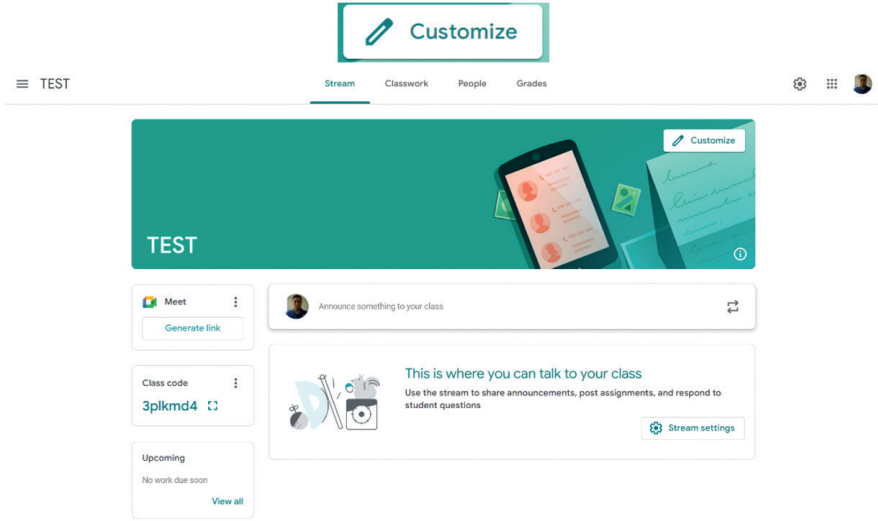 Customize
TEST
Stream Classwork People Grades
Customize
TEST
Meet
Generate link
Announce something to your class
Class code
3plkmd4
This is where you can talk to your class
Use the stream to share announcements, post assignments, and respond to
student questions
Stream settings
Upcoming
No work due soon
View all